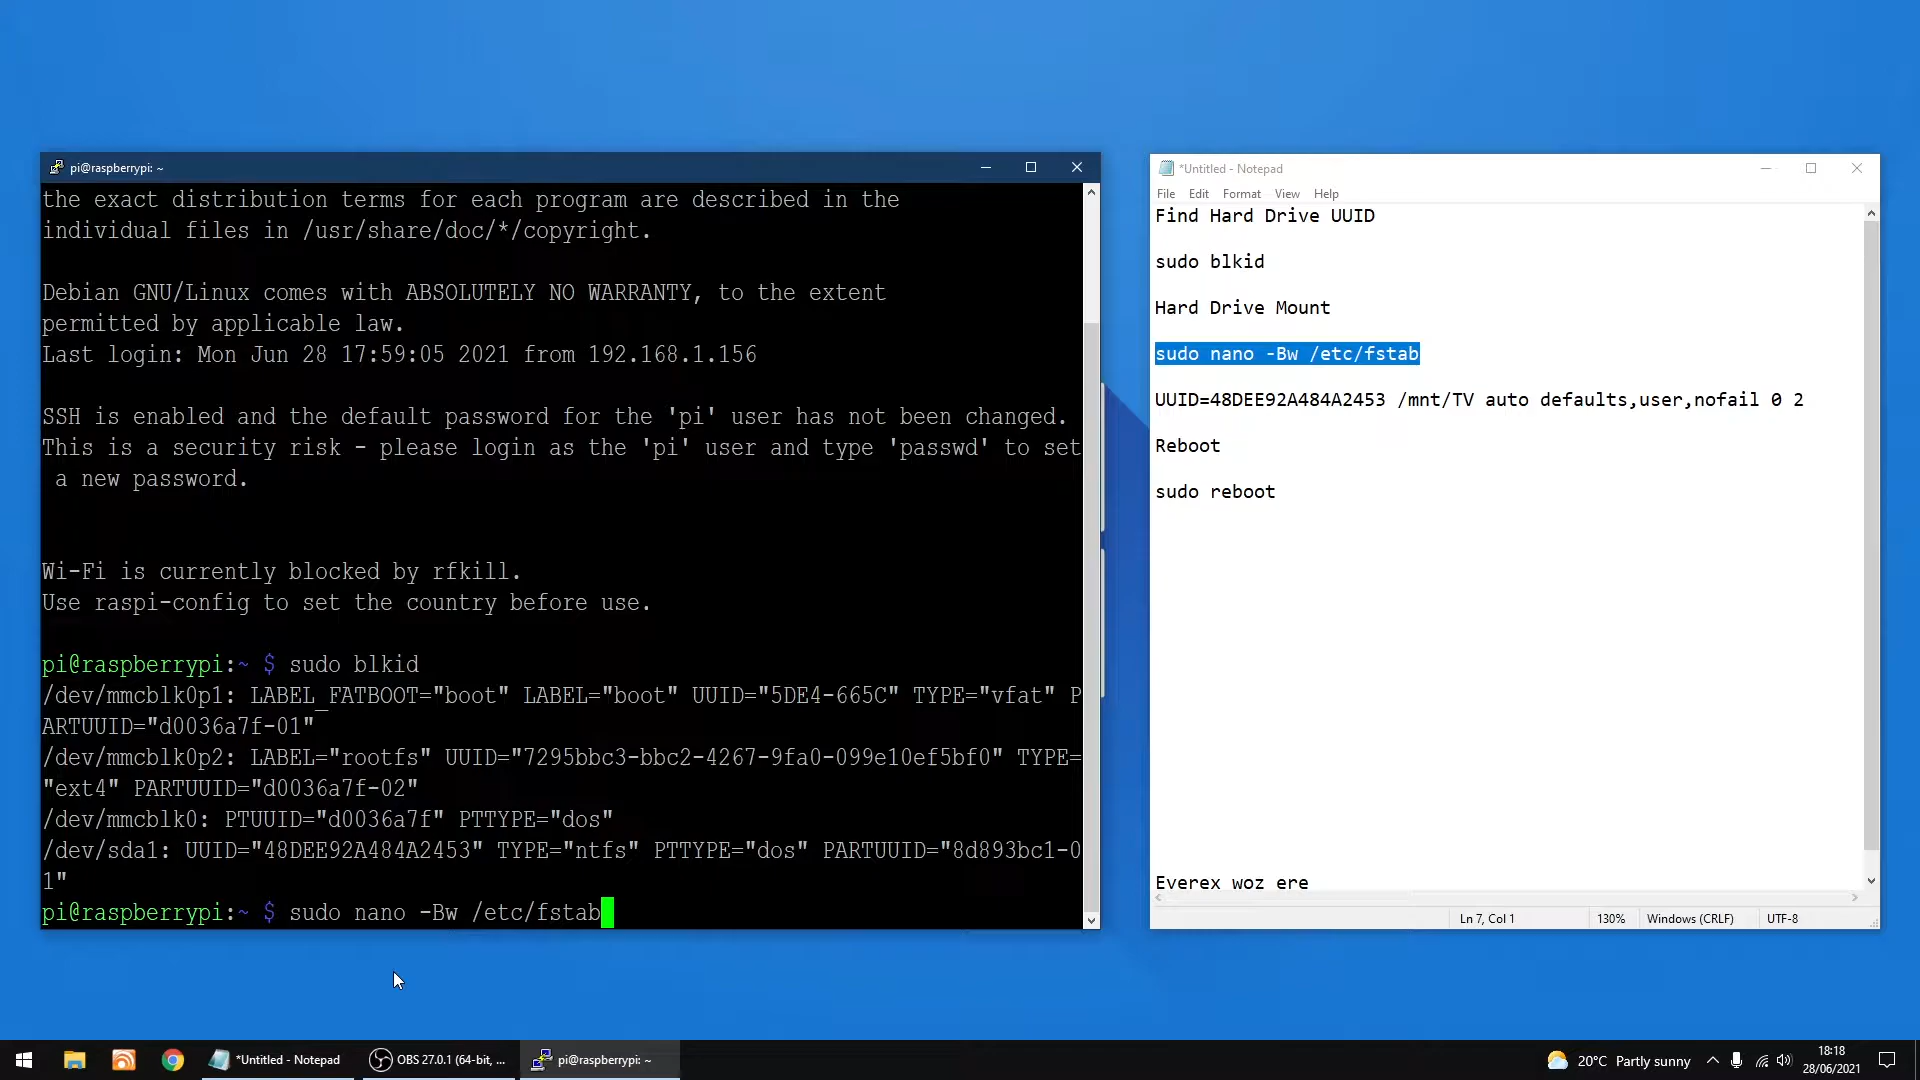 pi@raspberrypi: ~
the exact distribution terms for each program are described in the
individual files in /usr/share/doc/*/copyright.
Debian GNU/Linux comes with ABSOLUTELY NO WARRANTY, to the extent
permitted by applicable law.
Last login: Mon Jun 28 17:59:05 2021 from 192.168.1.156
SSH is enabled and the default password for the 'pi' user has not been changed.
This is a security risk - please login as the 'pi' user and type 'passwd' to set
a new password.
Wi-Fi is currently blocked by rfkill.
Use raspi-config to set the country before use.
pi@raspberrypi:~ $ sudo blkid
/dev/mmcblk0p1: LABEL_FATBOOT="boot" LABEL="boot" UUID="5DE4-665C" TYPE="vfat" P
ARTUUID="d0036a7f-01"
/dev/mmcblk0p2: LABEL="rootfs" UUID="7295bbc3-bbc2-4267-9fa0-099e10ef5bf0" TYPE=
"ext4" PARTUUID="d0036a7f-02"
/dev/mmcblk0: PTUUID="d0036a7f" PTTYPE="dos"
/dev/sda1: UUID="48DEE92A484A2453" TYPE="ntfs" PTTYPE="dos" PARTUUID="8d893bc1-0
1"
pi@raspberrypi:~ $ sudo nano -Bw /etc/fstab
*Untitled - Notepad
File Edit Format View Help
Find Hard Drive UUID
sudo blkid
Hard Drive Mount
sudo nano -Bw /etc/fstab
UUID=48DEE92A484A2453 /mnt/TV auto defaults,user,nofail 0 2
Reboot
sudo reboot
Everex woz ere
Ln 7, Col 1 130% Windows (CRLF) UTF-8
*Untitled - Notepad
OBS 27.0.1 (64-bit, ...
pi@raspberrypi: ~
20°C Partly sunny
18:18
28/06/2021